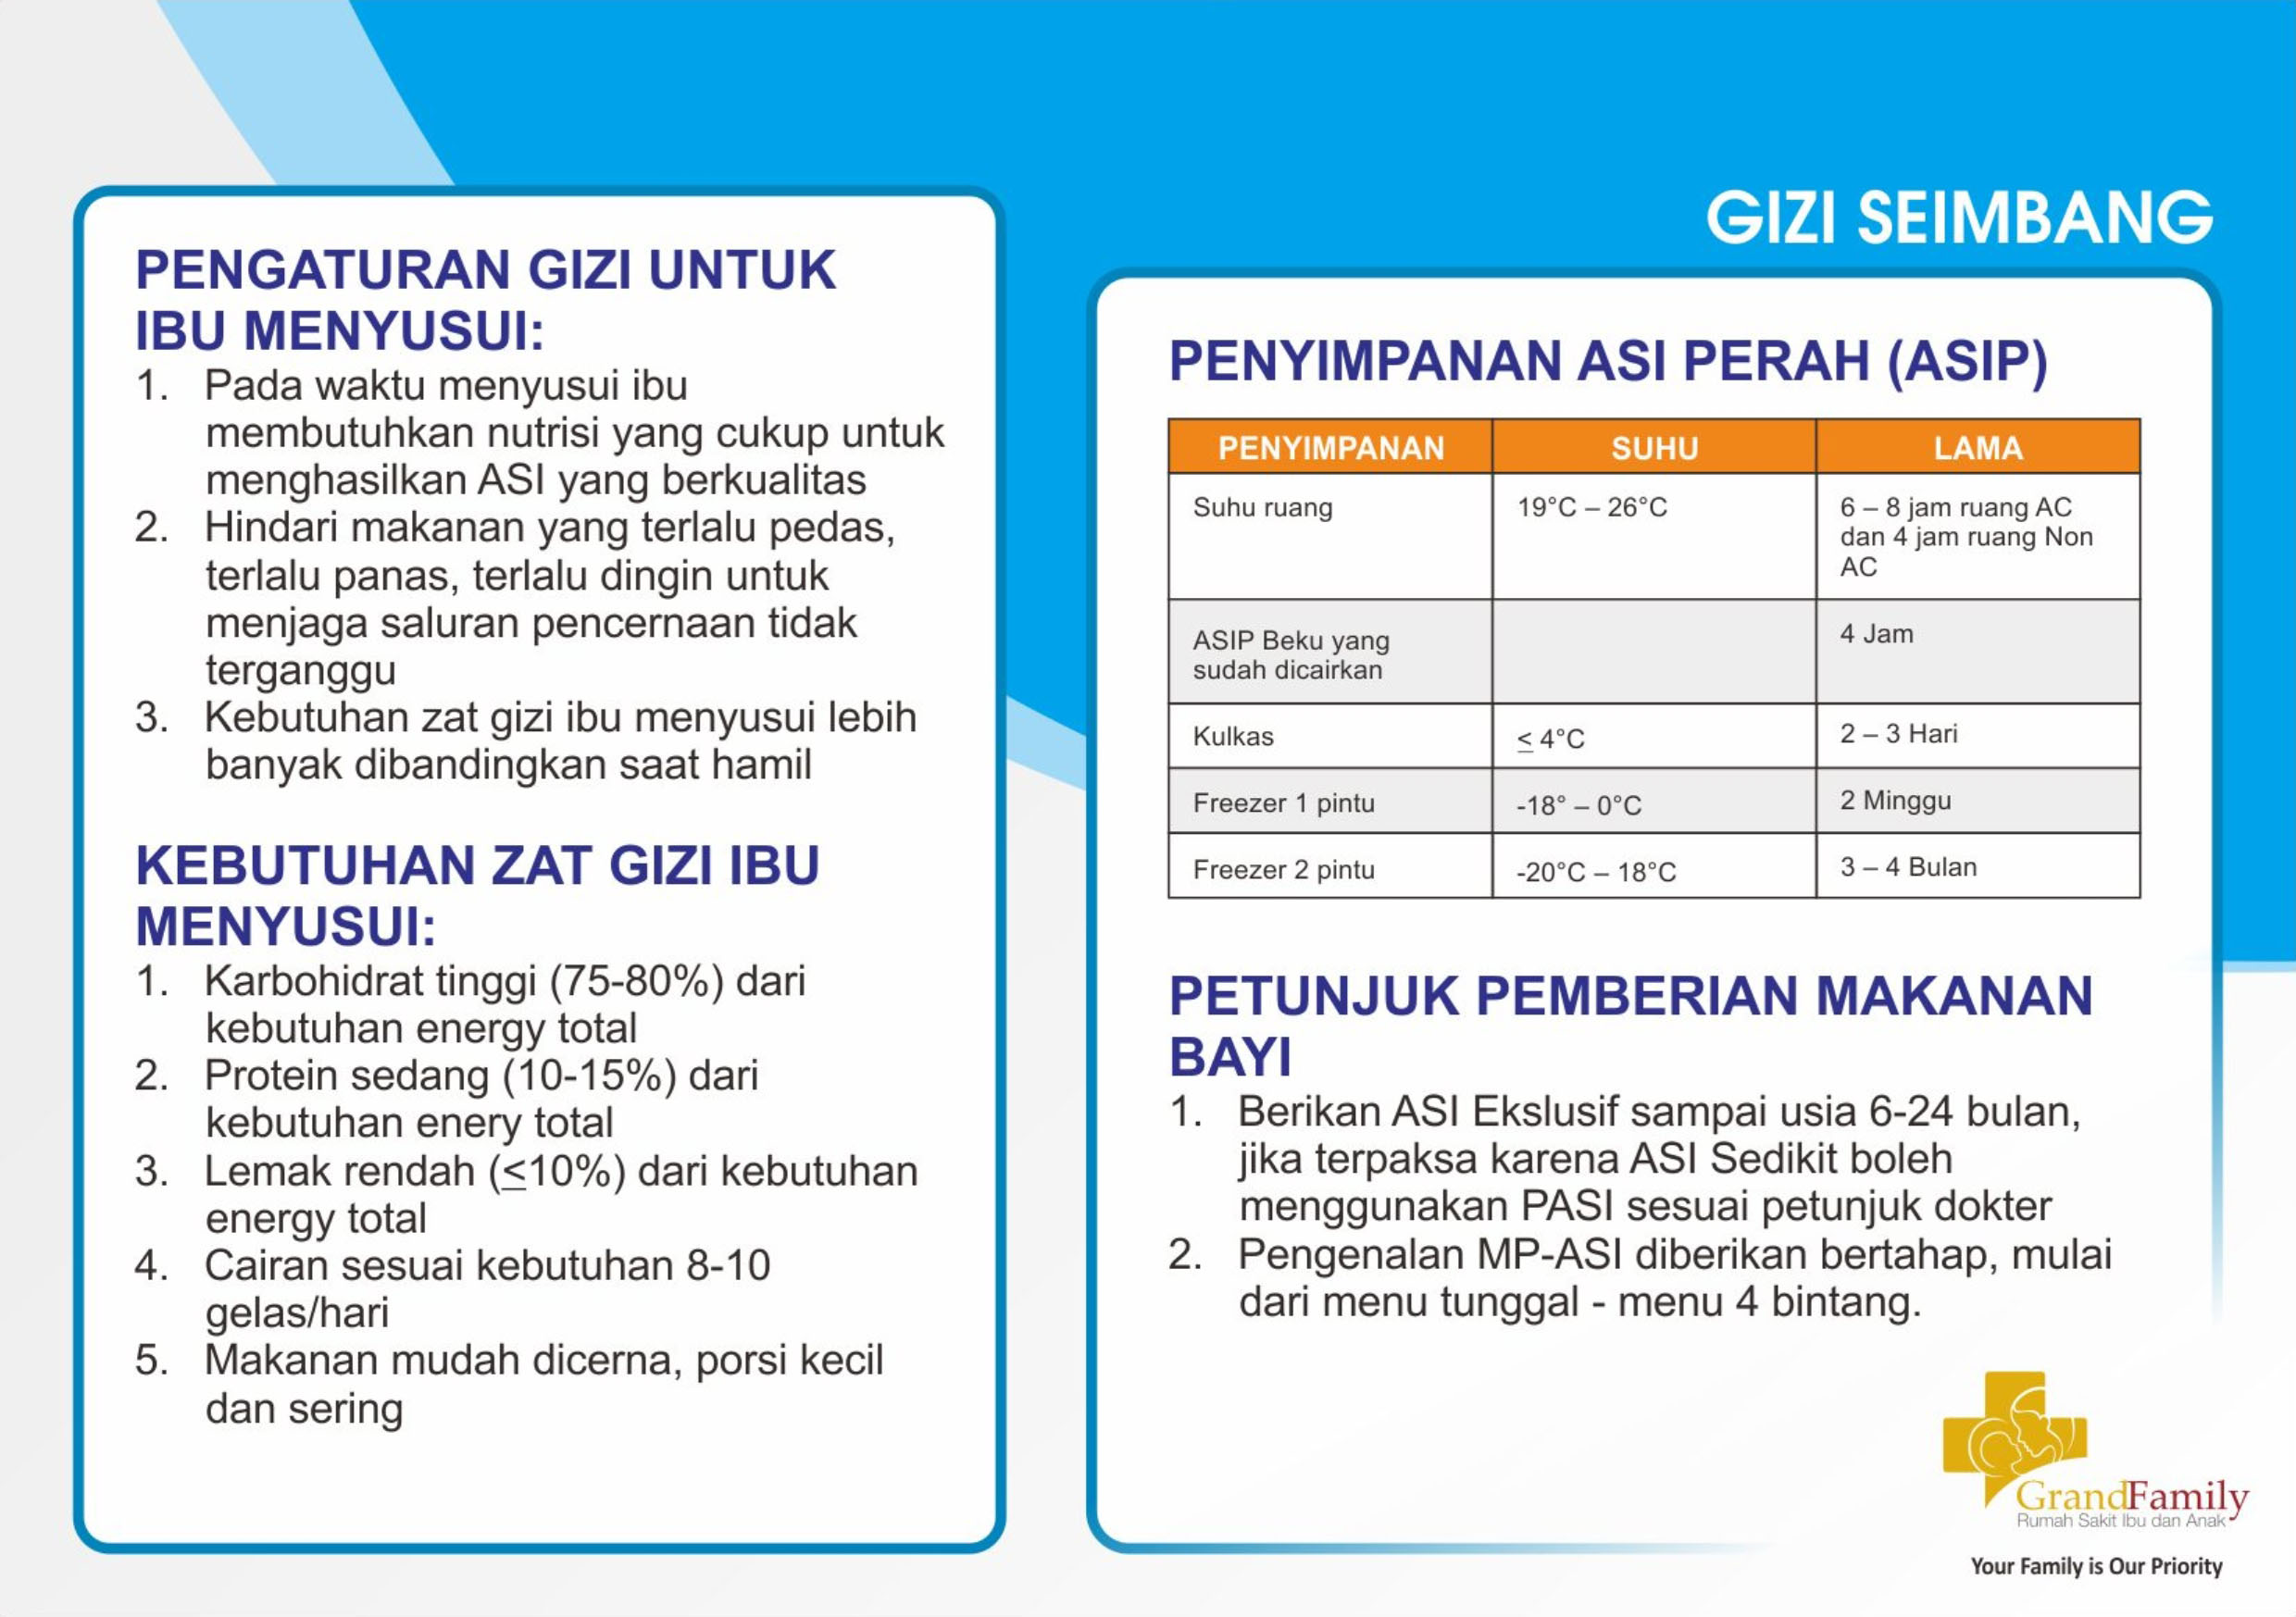 GIZI SEIMBANG
PENGATURAN GIZI UNTUK
IBU MENYUSUI:
1. Pada waktu menyusui ibu
membutuhkan nutrisi yang cukup untuk
menghasilkan ASI yang berkualitas
2. Hindari makanan yang terlalu pedas,
terlalu panas, terlalu dingin untuk
menjaga saluran pencernaan tidak
terganggu
3. Kebutuhan zat gizi ibu menyusui lebih
banyak dibandingkan saat hamil
KEBUTUHAN ZAT GIZI IBU
MENYUSUI:
1. Karbohidrat tinggi (75-80%) dari
kebutuhan energy total
2. Protein sedang (10-15%) dari
kebutuhan enery total
3. Lemak rendah (≤10%) dari kebutuhan
energy total
4. Cairan sesuai kebutuhan 8-10
gelas/hari
5. Makanan mudah dicerna, porsi kecil
dan sering
PENYIMPANAN ASI PERAH (ASIP)
PENYIMPANAN SUHU LAMA
Suhu ruang 19°C – 26°C 6 – 8 jam ruang AC
dan 4 jam ruang Non
AC
ASIP Beku yang 4 Jam
sudah dicairkan
Kulkas ≤ 4°C 2 – 3 Hari
Freezer 1 pintu -18° – 0°C 2 Minggu
Freezer 2 pintu -20°C – 18°C 3 – 4 Bulan
PETUNJUK PEMBERIAN MAKANAN
BAYI
1. Berikan ASI Ekslusif sampai usia 6-24 bulan,
jika terpaksa karena ASI Sedikit boleh
menggunakan PASI sesuai petunjuk dokter
2. Pengenalan MP-ASI diberikan bertahap, mulai
dari menu tunggal - menu 4 bintang.
GrandFamily
Rumah Sakit Ibu dan Anak
Your Family is Our Priority